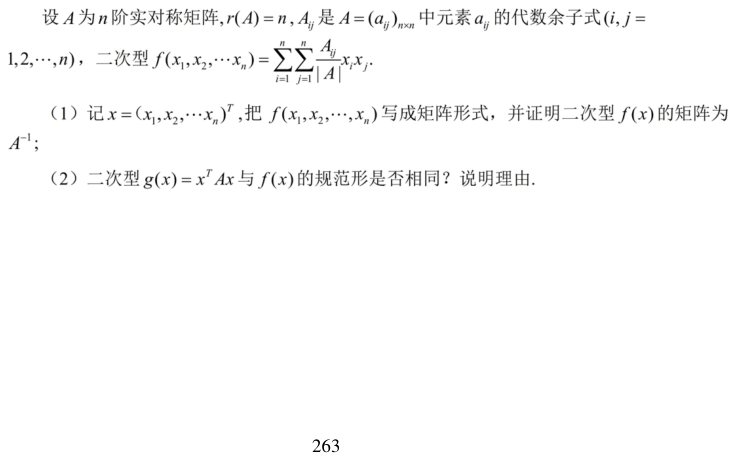 设 A 为 n 阶实对称矩阵, r(A) = n, A_{ij} 是 A = (a_{ij})_{n×n} 中元素 a_{ij} 的代数余子式(i, j =
1,2,⋯,n)，二次型 f(x_1, x_2, ⋯x_n) = \sum_{i=1}^{n}\sum_{j=1}^{n}\frac{A_{ij}}{|A|}x_i x_j.
（1）记 x = (x_1, x_2, ⋯x_n)^T ,把 f(x_1, x_2, ⋯, x_n) 写成矩阵形式，并证明二次型 f(x) 的矩阵为
A^{-1};
（2）二次型 g(x) = x^T Ax 与 f(x) 的规范形是否相同？说明理由.
263